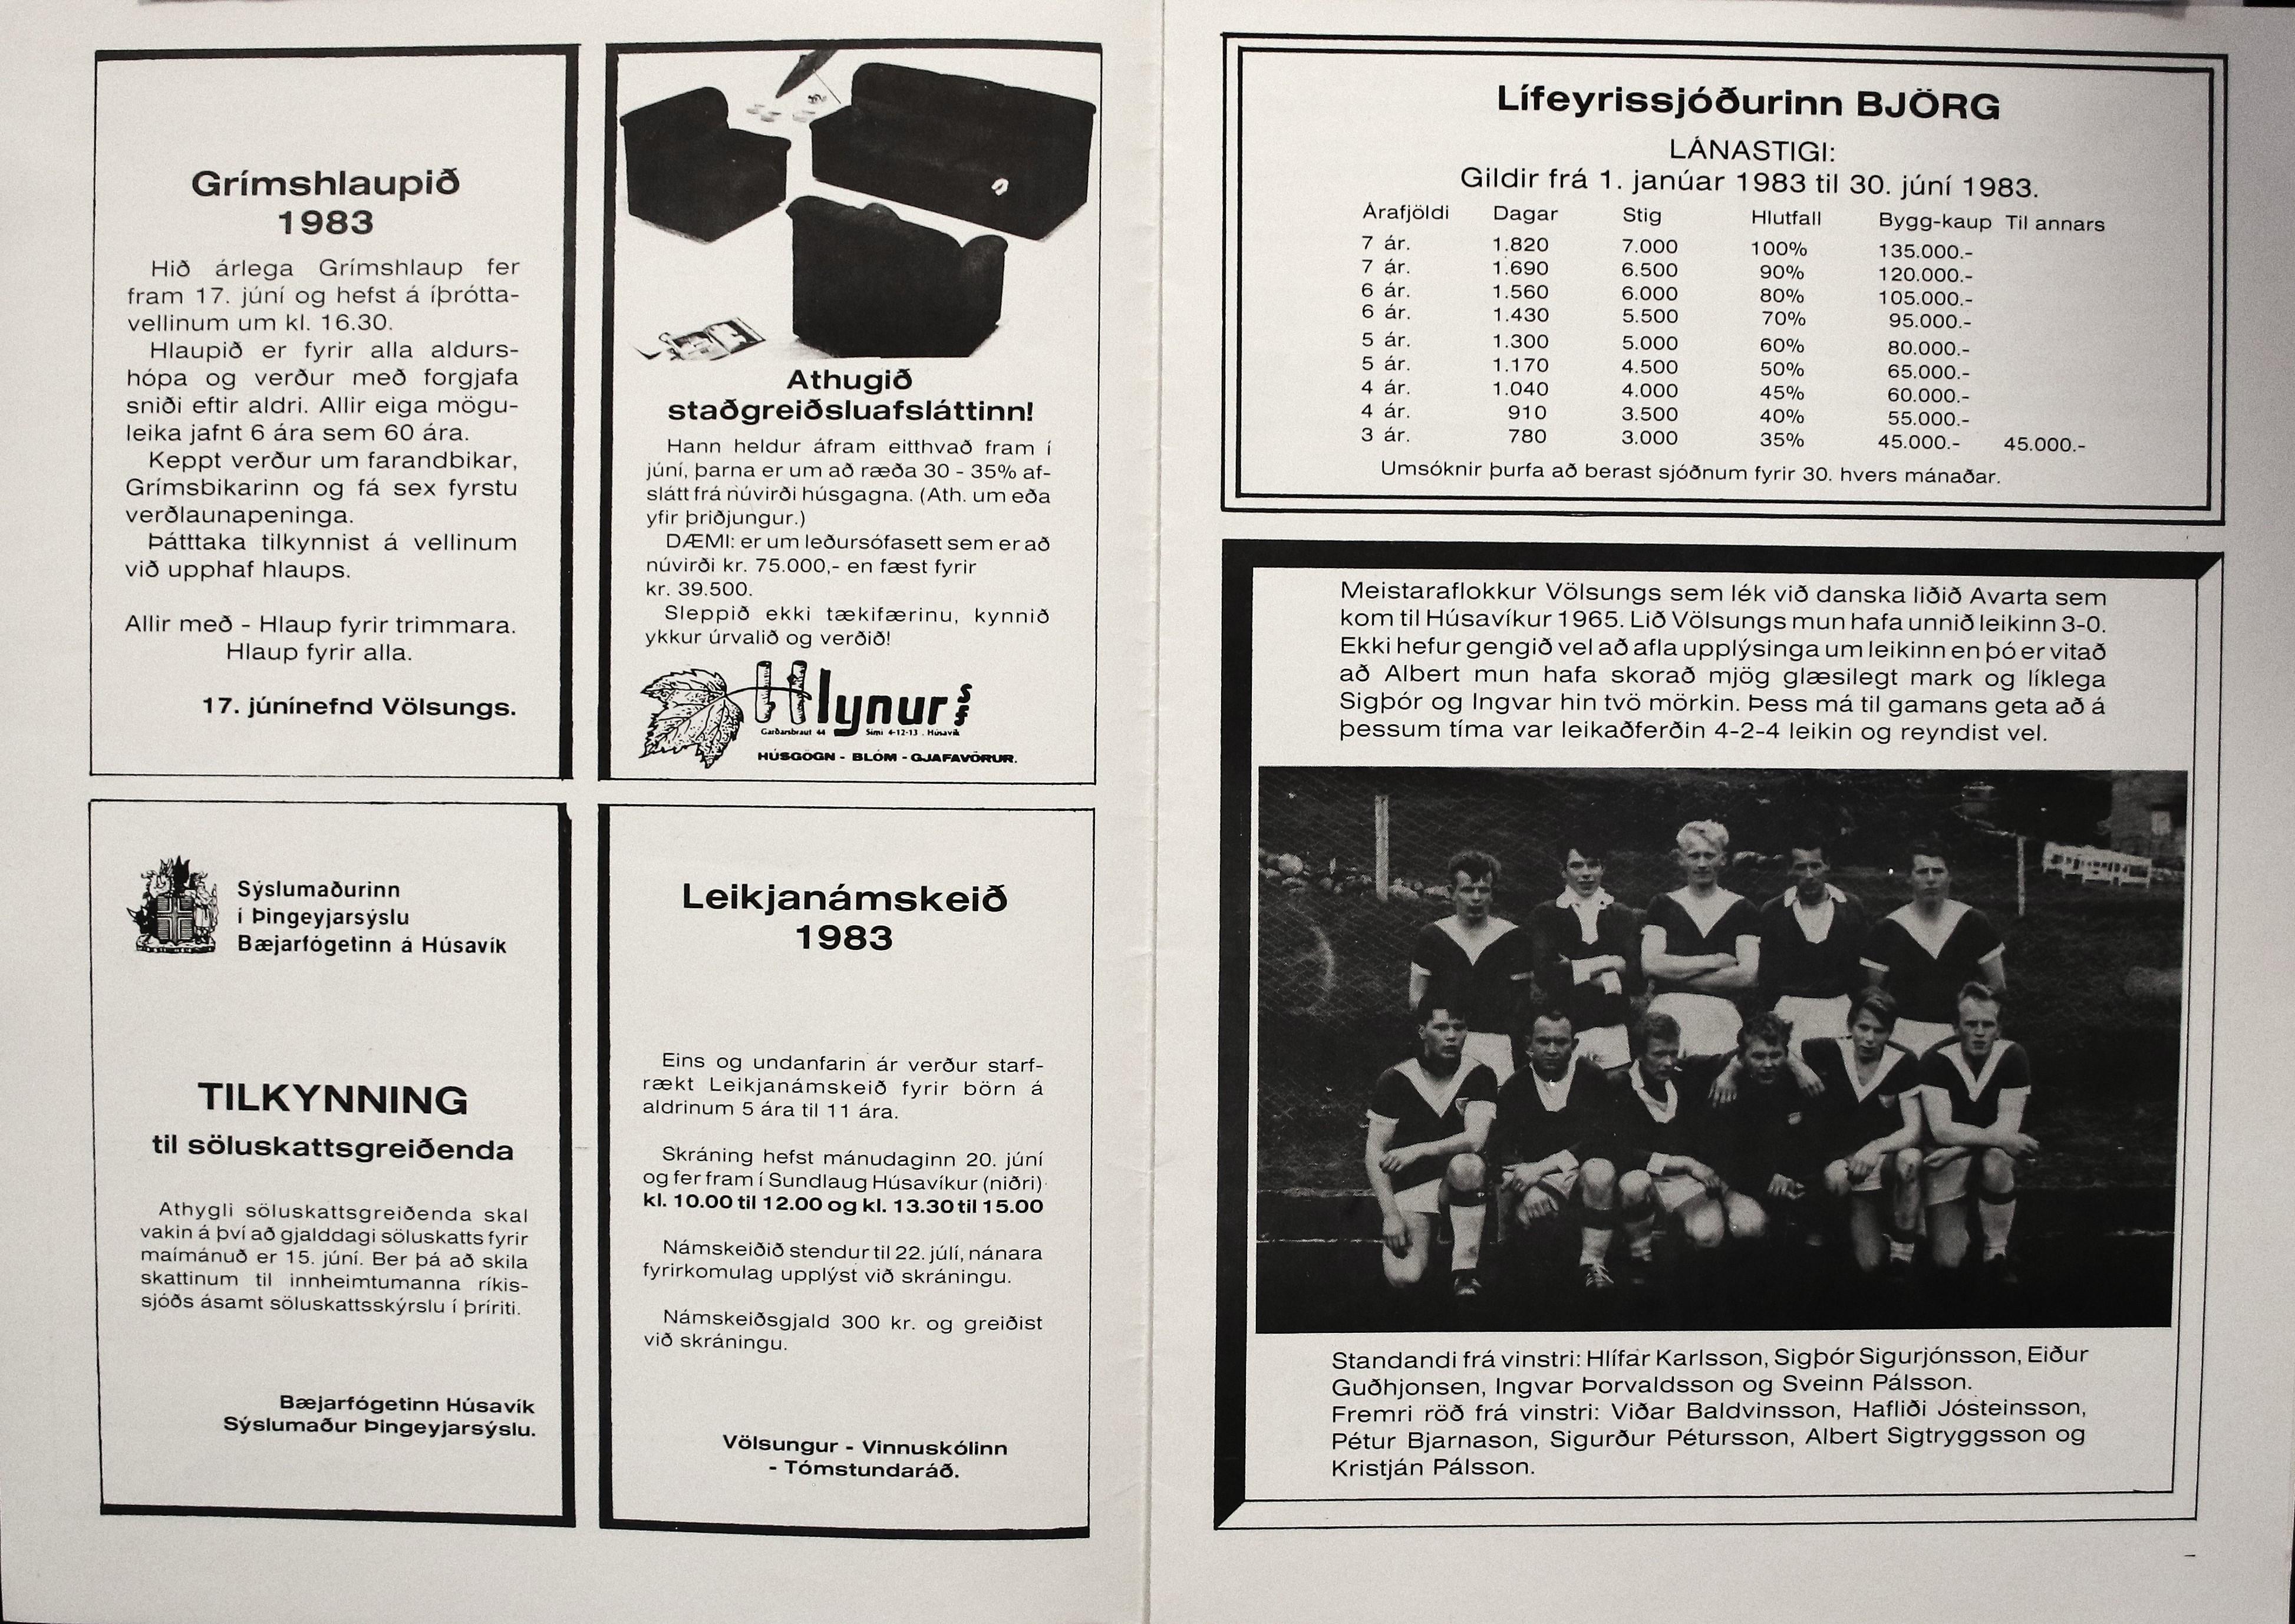 Grímshlaupið
1983
Hið árlega Grímshlaup fer
fram 17. júní og hefst á íþrótta-
vellinum um kl. 16.30.
Hlaupið er fyrir alla aldurs-
hópa og verður með forgjafa
sniði eftir aldri. Allir eiga mögu-
leika jafnt 6 ára sem 60 ára.
Keppt verður um farandbikar,
Grímsbikarinn og fá sex fyrstu
verðlaunapeninga.
Þátttaka tilkynnist á vellinum
við upphaf hlaups.
Allir með - Hlaup fyrir trimmara.
Hlaup fyrir alla.
17. júnínefnd Völsungs.
Athugið
staðgreiðsluafsláttinn!
Hann heldur áfram eitthvað fram í
júní, þarna er um að ræða 30 - 35% af-
slátt frá núvirði húsgagna. (Ath. um eða
yfir þriðjungur.)
DÆMI: er um leðursófasett sem er að
núvirði kr. 75.000,- en fæst fyrir
kr. 39.500.
Sleppið ekki tækifærinu, kynnið
ykkur úrvalið og verðið!
Hlynur sf
Garðarsbraut 44 Sími 4-12-13 . Húsavík
HÚSGÖGN - BLÓM - GJAFAVÖRUR.
Sýslumaðurinn
í Þingeyjarsýslu
Bæjarfógetinn á Húsavík
TILKYNNING
til söluskattsgreiðenda
Athygli söluskattsgreiðenda skal
vakin á því að gjalddagi söluskatts fyrir
maímánuð er 15. júní. Ber þá að skila
skattinum til innheimtumanna ríkis-
sjóðs ásamt söluskattsskýrslu í þríriti.
Bæjarfógetinn Húsavík
Sýslumaður Þingeyjarsýslu.
Leikjanámskeið
1983
Eins og undanfarin ár verður starf-
rækt Leikjanámskeið fyrir börn á
aldrinum 5 ára til 11 ára.
Skráning hefst mánudaginn 20. júní
og fer fram í Sundlaug Húsavíkur (niðri)
kl. 10.00 til 12.00 og kl. 13.30 til 15.00
Námskeiðið stendur til 22. júlí, nánara
fyrirkomulag upplýst við skráningu.
Námskeiðsgjald 300 kr. og greiðist
við skráningu.
Völsungur - Vinnuskólinn
- Tómstundaráð.
Lífeyrissjóðurinn BJÖRG
LÁNASTIGI:
Gildir frá 1. janúar 1983 til 30. júní 1983.
Árafjöldi Dagar Stig Hlutfall Bygg-kaup Til annars
7 ár. 1.820 7.000 100% 135.000.-
7 ár. 1.690 6.500 90% 120.000.-
6 ár. 1.560 6.000 80% 105.000.-
6 ár. 1.430 5.500 70% 95.000.-
5 ár. 1.300 5.000 60% 80.000.-
5 ár. 1.170 4.500 50% 65.000.-
4 ár. 1.040 4.000 45% 60.000.-
4 ár. 910 3.500 40% 55.000.-
3 ár. 780 3.000 35% 45.000.- 45.000.-
Umsóknir þurfa að berast sjóðnum fyrir 30. hvers mánaðar.
Meistaraflokkur Völsungs sem lék við danska liðið Avarta sem
kom til Húsavíkur 1965. Lið Völsungs mun hafa unnið leikinn 3-0.
Ekki hefur gengið vel að afla upplýsinga um leikinn en þó er vitað
að Albert mun hafa skorað mjög glæsilegt mark og líklega
Sigþór og Ingvar hin tvö mörkin. Þess má til gamans geta að á
þessum tíma var leikaðferðin 4-2-4 leikin og reyndist vel.
Standandi frá vinstri: Hlífar Karlsson, Sigþór Sigurjónsson, Eiður
Guðhjonsen, Ingvar Þorvaldsson og Sveinn Pálsson.
Fremri röð frá vinstri: Viðar Baldvinsson, Hafliði Jósteinsson,
Pétur Bjarnason, Sigurður Pétursson, Albert Sigtryggsson og
Kristján Pálsson.